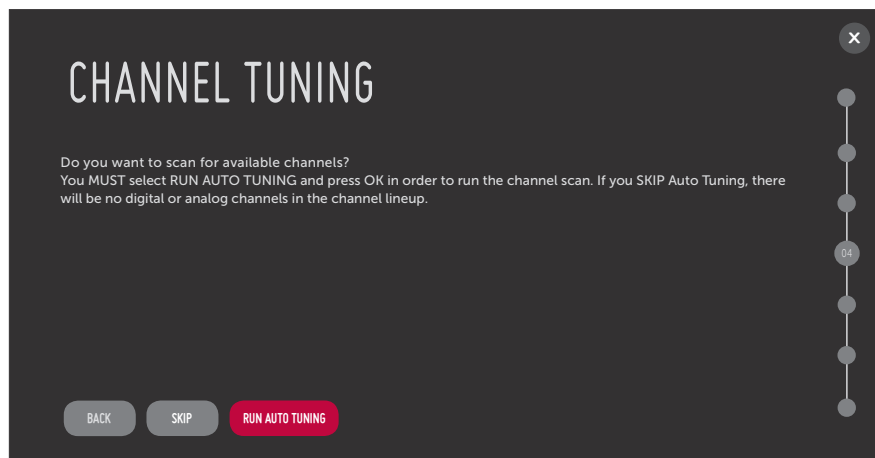 CHANNEL TUNING
Do you want to scan for available channels?
You MUST select RUN AUTO TUNING and press OK in order to run the channel scan. If you SKIP Auto Tuning, there
will be no digital or analog channels in the channel lineup.
04
BACK SKIP RUN AUTO TUNING